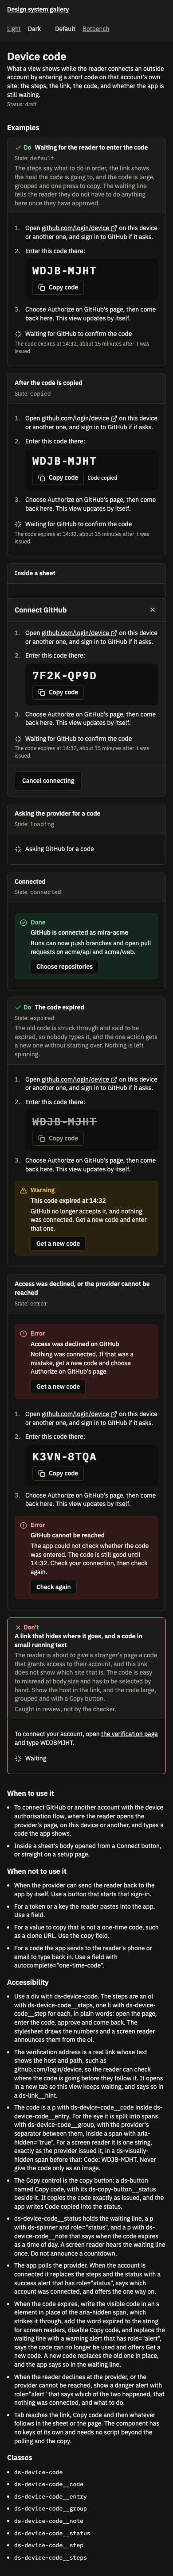 Design system gallery
Light Dark Default Botbench
Device code
What a view shows while the reader connects an outside
account by entering a short code on that account's own
site: the steps, the link, the code, and whether the app is
still waiting.
Status: draft
Examples
Do Waiting for the reader to enter the code
State: default
The steps say what to do in order, the link shows
the host the code is going to, and the code is large,
grouped and one press to copy. The waiting line
tells the reader they do not have to do anything
here once they have approved.
1. Open github.com/login/device on this device
or another one, and sign in to GitHub if it asks.
2. Enter this code there:
WDJB-MJHT
Copy code
3. Choose Authorize on GitHub's page, then come
back here. This view updates by itself.
Waiting for GitHub to confirm the code
The code expires at 14:32, about 15 minutes after it was
issued.
After the code is copied
State: copied
1. Open github.com/login/device on this device
or another one, and sign in to GitHub if it asks.
2. Enter this code there:
WDJB-MJHT
Copy code Code copied
3. Choose Authorize on GitHub's page, then come
back here. This view updates by itself.
Waiting for GitHub to confirm the code
The code expires at 14:32, about 15 minutes after it was
issued.
Inside a sheet
Connect GitHub
1. Open github.com/login/device on this device
or another one, and sign in to GitHub if it asks.
2. Enter this code there:
7F2K-QP9D
Copy code
3. Choose Authorize on GitHub's page, then come
back here. This view updates by itself.
Waiting for GitHub to confirm the code
The code expires at 14:32, about 15 minutes after it was
issued.
Cancel connecting
Asking the provider for a code
State: loading
Asking GitHub for a code
Connected
State: connected
Done
GitHub is connected as mira-acme
Runs can now push branches and open pull
requests on acme/api and acme/web.
Choose repositories
Do The code expired
State: expired
The old code is struck through and said to be
expired, so nobody types it, and the one action gets
a new one without starting over. Nothing is left
spinning.
1. Open github.com/login/device on this device
or another one, and sign in to GitHub if it asks.
2. Enter this code there:
WDJB-MJHT
Copy code
3. Choose Authorize on GitHub's page, then come
back here. This view updates by itself.
Warning
This code expired at 14:32
GitHub no longer accepts it, and nothing
was connected. Get a new code and enter
that one.
Get a new code
Access was declined, or the provider cannot be
reached
State: error
Error
Access was declined on GitHub
Nothing was connected. If that was a
mistake, get a new code and choose
Authorize on GitHub's page.
Get a new code
1. Open github.com/login/device on this device
or another one, and sign in to GitHub if it asks.
2. Enter this code there:
K3VN-8TQA
Copy code
3. Choose Authorize on GitHub's page, then come
back here. This view updates by itself.
Error
GitHub cannot be reached
The app could not check whether the code
was entered. The code is still good until
14:32. Check your connection, then check
again.
Check again
Don't
A link that hides where it goes, and a code in
small running text
The reader is about to give a stranger's page a code
that grants access to their account, and this link
does not show which site that is. The code is easy
to misread at body size and has to be selected by
hand. Show the host in the link, and the code large,
grouped and with a Copy button.
Caught in review, not by the checker.
To connect your account, open the verification page
and type WDJBMJHT.
Waiting
When to use it
• To connect GitHub or another account with the device
authorisation flow, where the reader opens the
provider's page, on this device or another, and types a
code the app shows.
• Inside a sheet's body opened from a Connect button,
or straight on a setup page.
When not to use it
• When the provider can send the reader back to the
app by itself. Use a button that starts that sign-in.
• For a token or a key the reader pastes into the app.
Use a field.
• For a value to copy that is not a one-time code, such
as a clone URL. Use the copy field.
• For a code the app sends to the reader's phone or
email to type back in. Use a field with
autocomplete="one-time-code".
Accessibility
• Use a div with ds-device-code. The steps are an ol
with ds-device-code__steps, one li with ds-device-
code__step for each, in plain words: open the page,
enter the code, approve and come back. The
stylesheet draws the numbers and a screen reader
announces them from the ol.
• The verification address is a real link whose text
shows the host and path, such as
github.com/login/device, so the reader can check
where the code is going before they follow it. It opens
in a new tab so this view keeps waiting, and says so in
a ds-link__hint.
• The code is a p with ds-device-code__code inside ds-
device-code__entry. For the eye it is split into spans
with ds-device-code__group, with the provider's
separator between them, inside a span with aria-
hidden="true". For a screen reader it is one string,
exactly as the provider issued it, in a ds-visually-
hidden span before that: Code: WDJB-MJHT. Never
give the code only as an image.
• The Copy control is the copy button: a ds-button
named Copy code, with its ds-copy-button__status
beside it. It copies the code exactly as issued, and the
app writes Code copied into the status.
• ds-device-code__status holds the waiting line, a p
with ds-spinner and role="status", and a p with ds-
device-code__note that says when the code expires
as a time of day. A screen reader hears the waiting line
once. Do not announce a countdown.
• The app polls the provider. When the account is
connected it replaces the steps and the status with a
success alert that has role="status", says which
account was connected, and offers the one way on.
• When the code expires, write the visible code in an s
element in place of the aria-hidden span, which
strikes it through, add the word expired to the string
for screen readers, disable Copy code, and replace the
waiting line with a warning alert that has role="alert",
says the code can no longer be used and offers Get a
new code. A new code replaces the old one in place,
and the app says so in the waiting line.
• When the reader declines at the provider, or the
provider cannot be reached, show a danger alert with
role="alert" that says which of the two happened, that
nothing was connected, and what to do.
• Tab reaches the link, Copy code and then whatever
follows in the sheet or the page. The component has
no keys of its own and needs no script beyond the
polling and the copy.
Classes
• ds-device-code
• ds-device-code__code
• ds-device-code__entry
• ds-device-code__group
• ds-device-code__note
• ds-device-code__status
• ds-device-code__step
• ds-device-code__steps